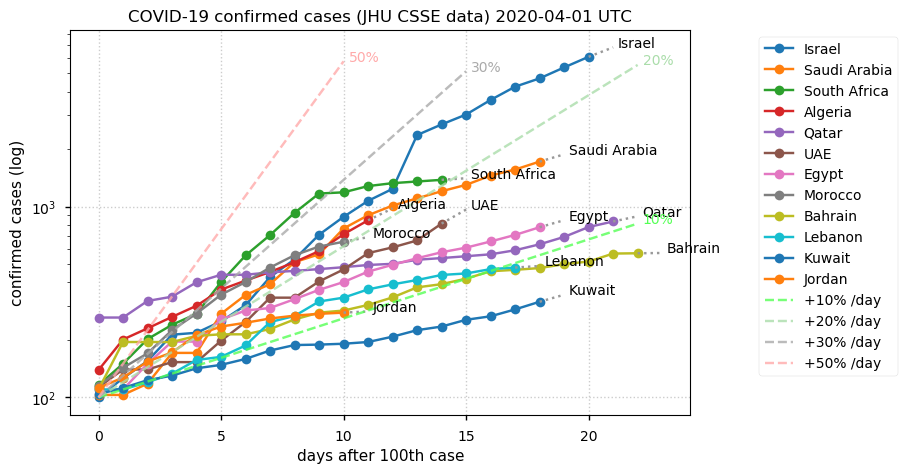 COVID-19 confirmed cases (JHU CSSE data) 2020-04-01 UTC
confirmed cases (log)
10³
10²
0
5
10
15
20
days after 100th case
50%
30%
20%
10%
Israel
Saudi Arabia
South Africa
Algeria
UAE
Qatar
Egypt
Morocco
Bahrain
Lebanon
Kuwait
Jordan
Israel
Saudi Arabia
South Africa
Algeria
Qatar
UAE
Egypt
Morocco
Bahrain
Lebanon
Kuwait
Jordan
+10% /day
+20% /day
+30% /day
+50% /day